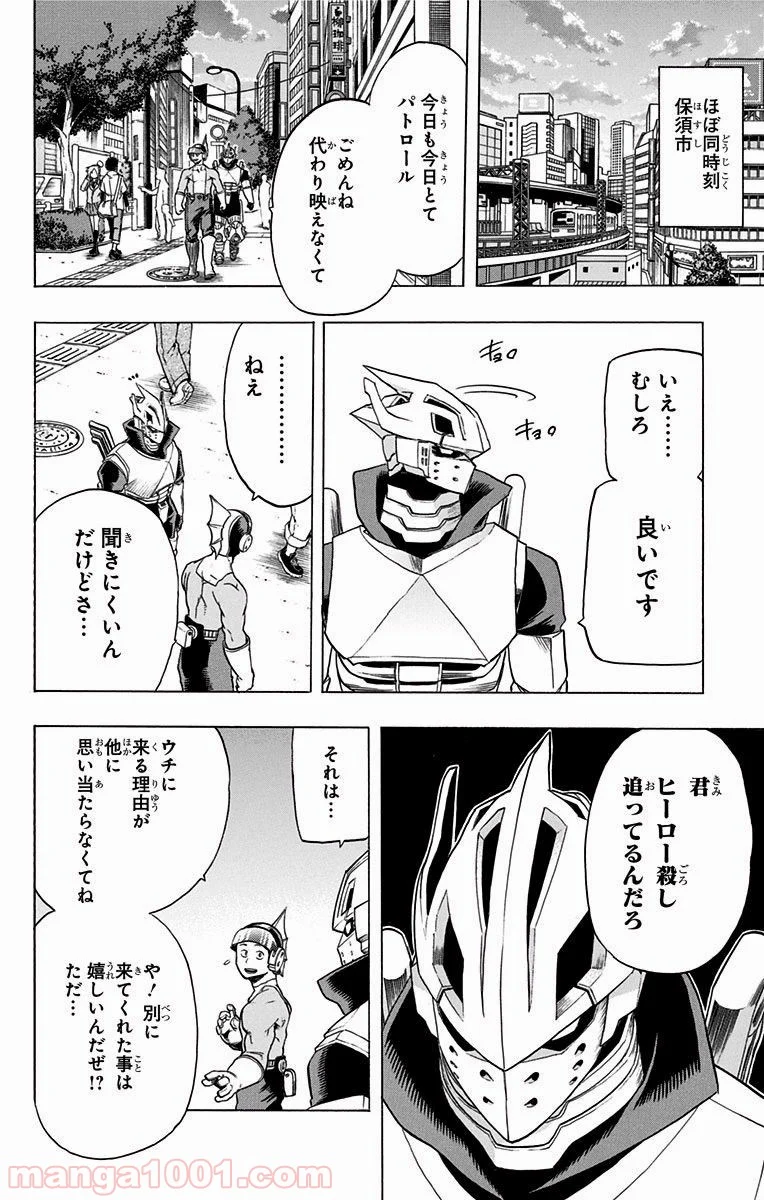 ほぼ同時刻
保須市
今日も今日とて
パトロール
ごめんね
代わり映えなくて
いえ……
むしろ
良いです
キョロ
キョロ
…………
ねえ
聞きにくいん
だけどさ…
君
ヒーロー殺し
追ってるんだろ
それは…
ウチに
来る理由が
他に
思い当たらなくてね
や！別に
来てくれた事は
嬉しいんだぜ!?
ただ…
manga1001.com